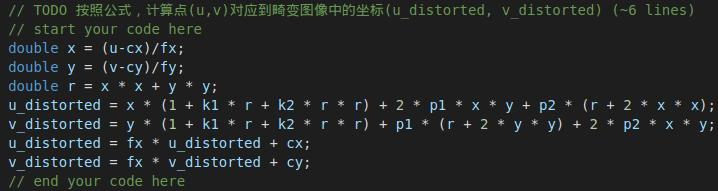 // TODO 按照公式，计算点(u,v)对应到畸变图像中的坐标(u_distorted, v_distorted) (~6 lines)
// start your code here
double x = (u-cx)/fx;
double y = (v-cy)/fy;
double r = x * x + y * y;
u_distorted = x * (1 + k1 * r + k2 * r * r) + 2 * p1 * x * y + p2 * (r + 2 * x * x);
v_distorted = y * (1 + k1 * r + k2 * r * r) + p1 * (r + 2 * y * y) + 2 * p2 * x * y;
u_distorted = fx * u_distorted + cx;
v_distorted = fx * v_distorted + cy;
// end your code here